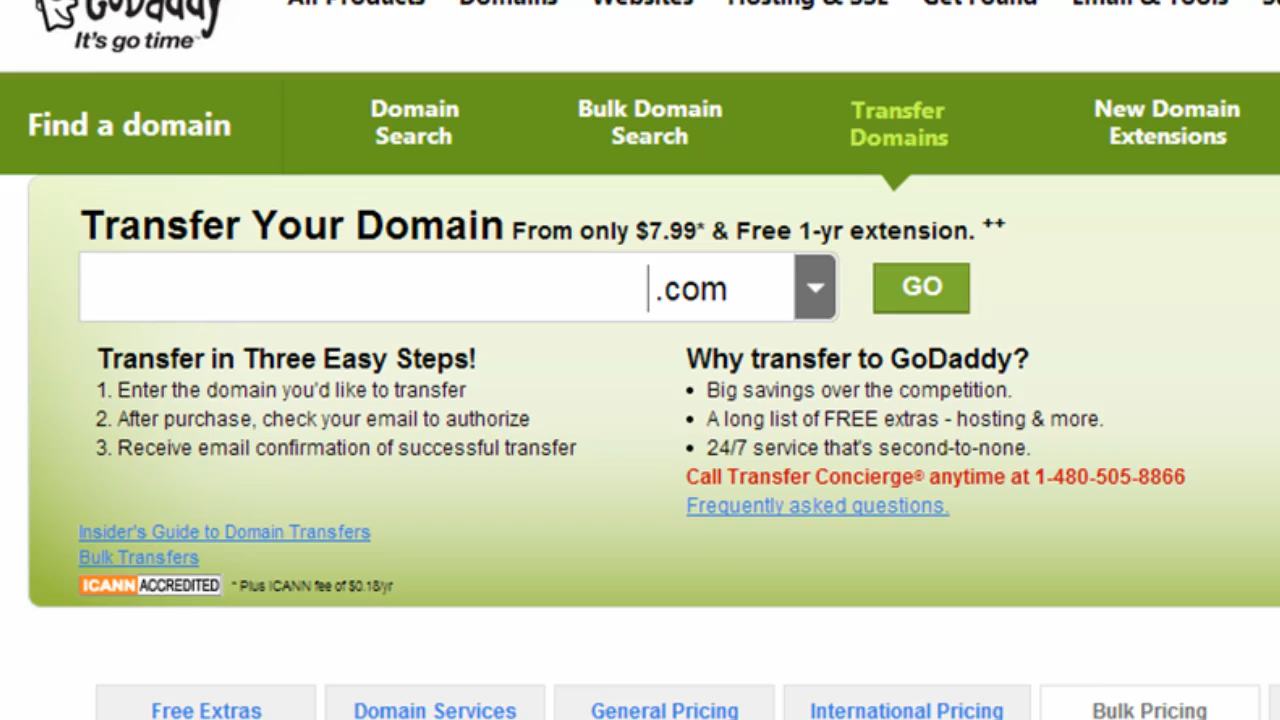 GoDaddy
It's go time
All Products Domains Websites Hosting & SSL Get Found Email & Tools
Find a domain
Domain Search
Bulk Domain Search
Transfer Domains
New Domain Extensions
Transfer Your Domain From only $7.99* & Free 1-yr extension. ++
.com
GO
Transfer in Three Easy Steps!
1. Enter the domain you'd like to transfer
2. After purchase, check your email to authorize
3. Receive email confirmation of successful transfer
Why transfer to GoDaddy?
• Big savings over the competition.
• A long list of FREE extras - hosting & more.
• 24/7 service that's second-to-none.
Call Transfer Concierge® anytime at 1-480-505-8866
Frequently asked questions.
Insider's Guide to Domain Transfers
Bulk Transfers
ICANN ACCREDITED * Plus ICANN fee of $0.18/yr
Free Extras Domain Services General Pricing International Pricing Bulk Pricing